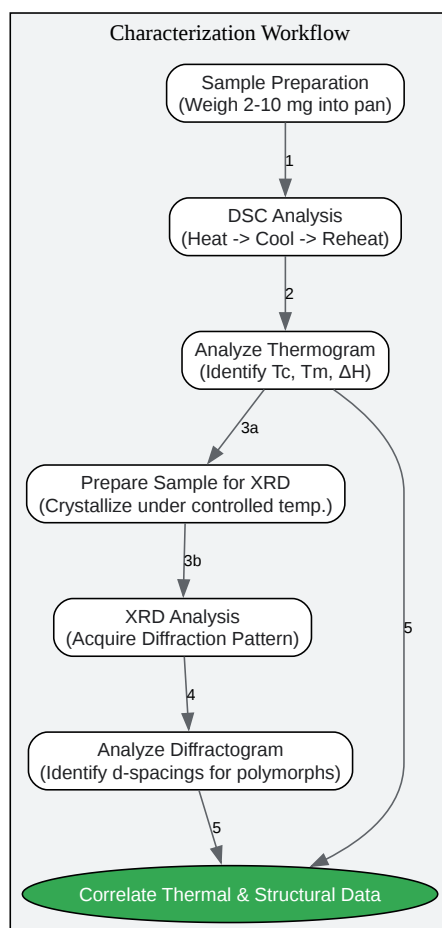 Characterization Workflow
Sample Preparation
(Weigh 2-10 mg into pan)
1
DSC Analysis
(Heat -> Cool -> Reheat)
2
Analyze Thermogram
(Identify Tc, Tm, ΔH)
3a
Prepare Sample for XRD
(Crystallize under controlled temp.)
3b
XRD Analysis
(Acquire Diffraction Pattern)
5
4
Analyze Diffractogram
(Identify d-spacings for polymorphs)
5
Correlate Thermal & Structural Data